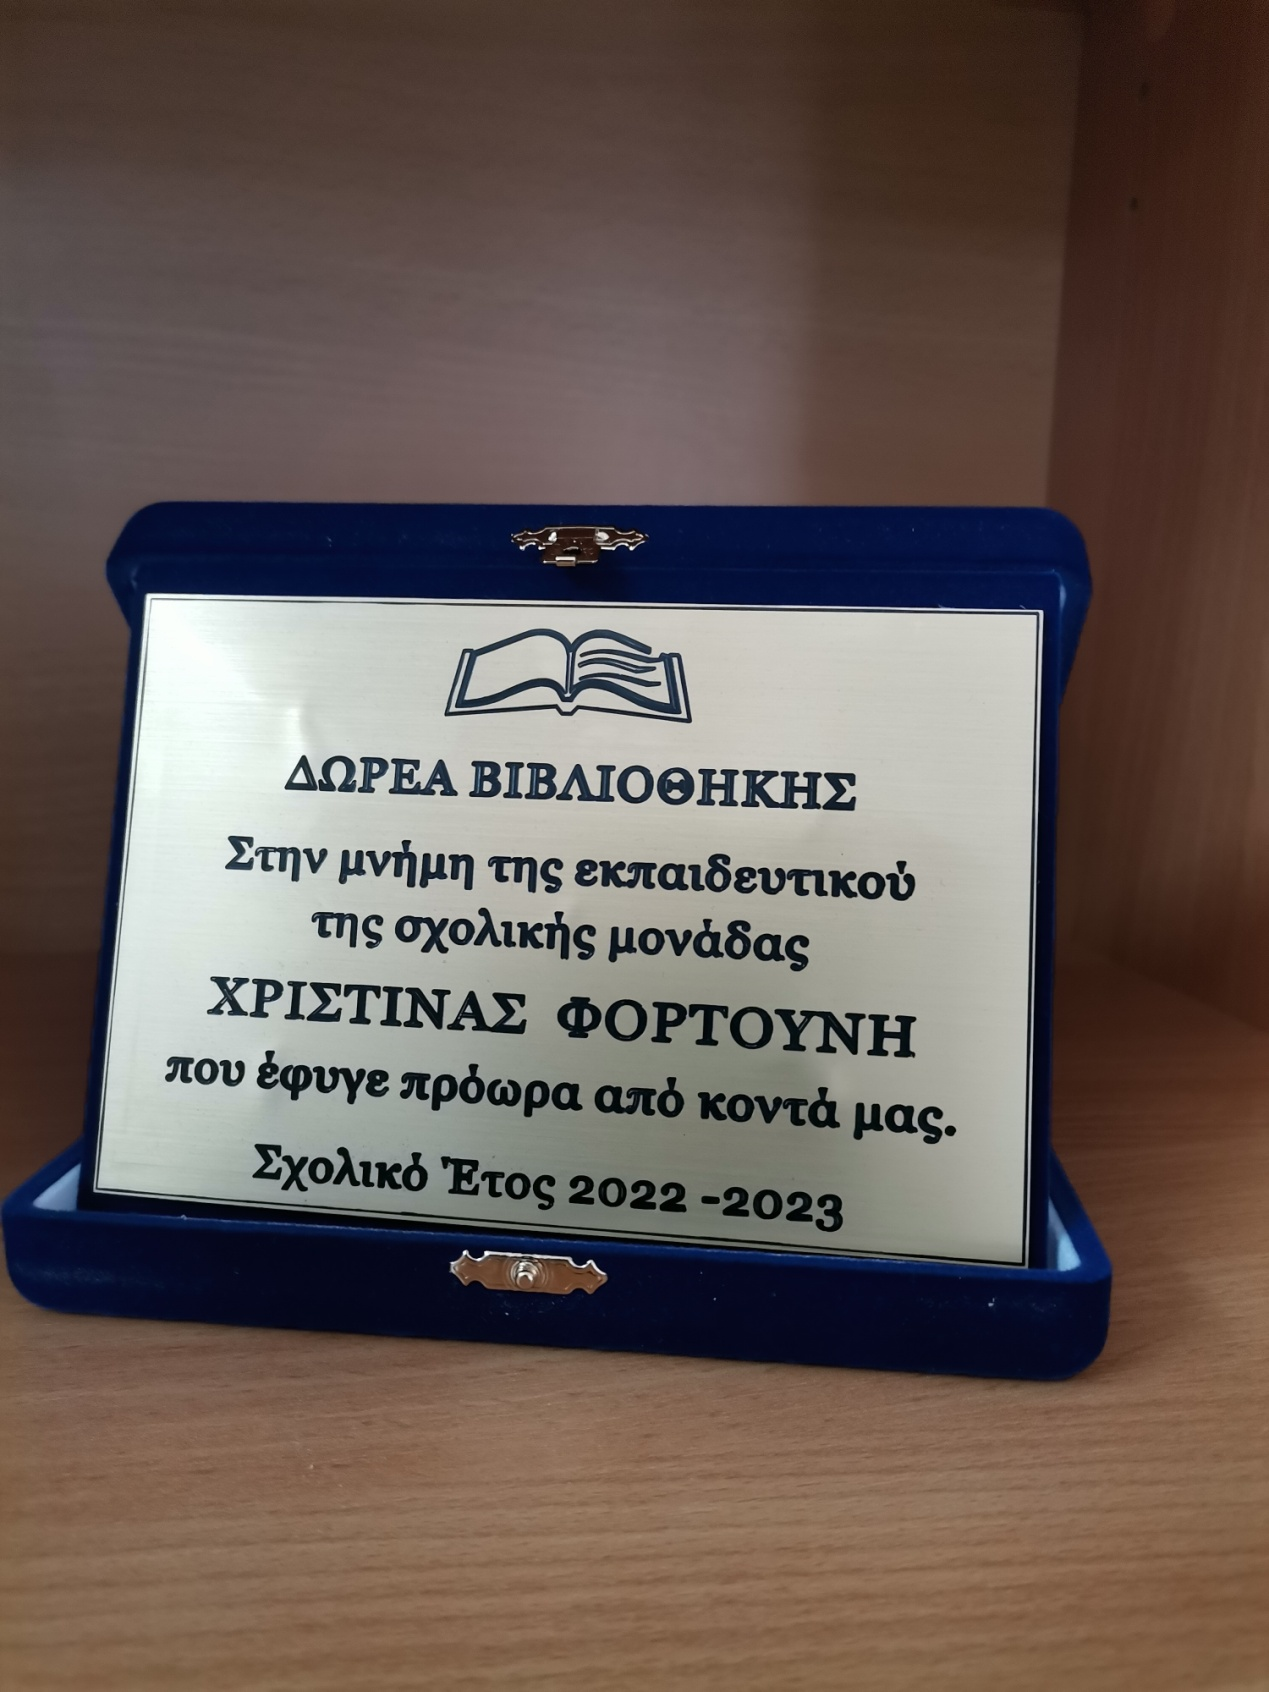 ΔΩΡΕΑ ΒΙΒΛΙΟΘΗΚΗΣ
Στην μνήμη της εκπαιδευτικού
της σχολικής μονάδας
ΧΡΙΣΤΙΝΑΣ ΦΟΡΤΟΥΝΗ
που έφυγε πρόωρα από κοντά μας.
Σχολικό Έτος 2022 -2023